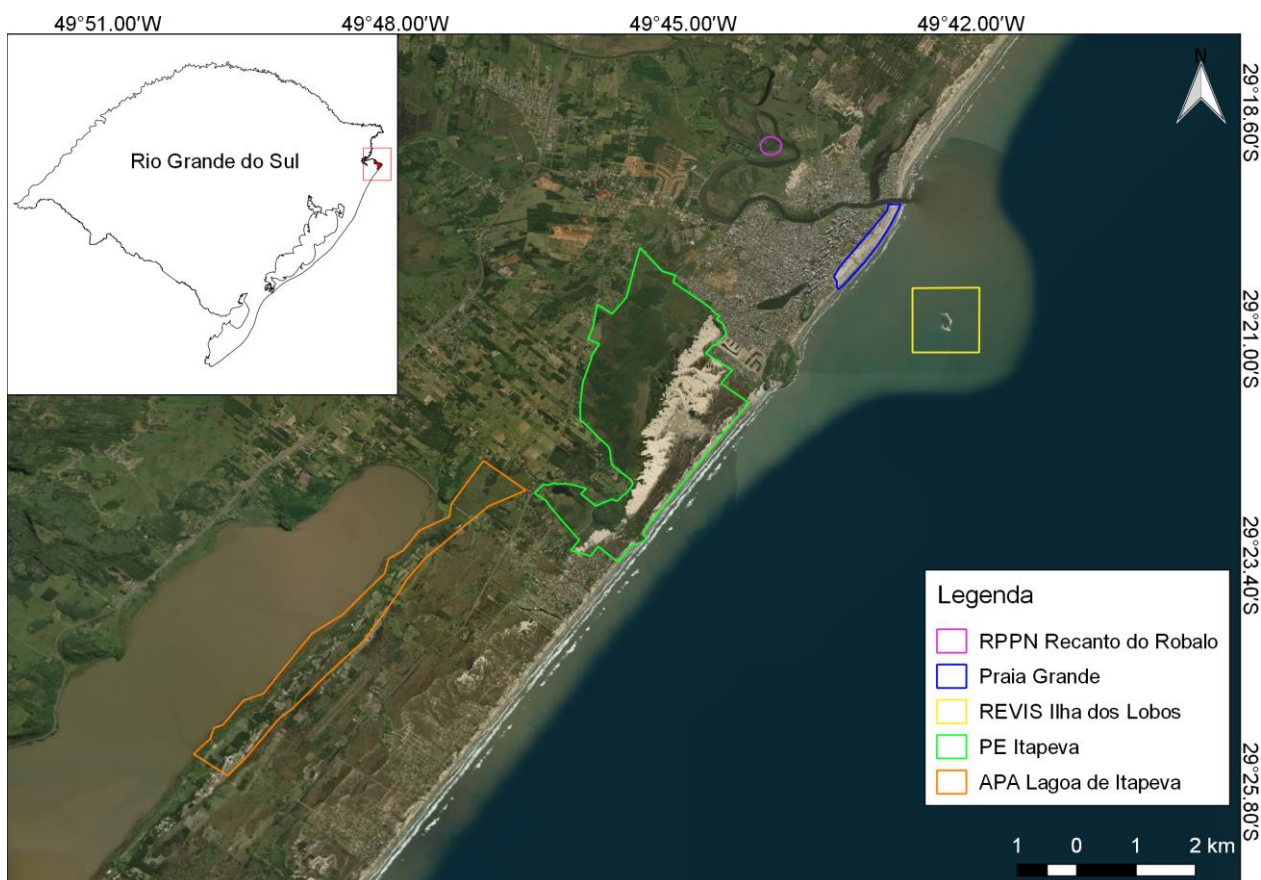 49°51.00'W 49°48.00'W 49°45.00'W 49°42.00'W
N
29°18.60'S
Rio Grande do Sul
29°21.00'S
29°23.40'S
Legenda
RPPN Recanto do Robalo
Praia Grande
REVIS Ilha dos Lobos
PE Itapeva
APA Lagoa de Itapeva
29°25.80'S
1 0 1 2 km